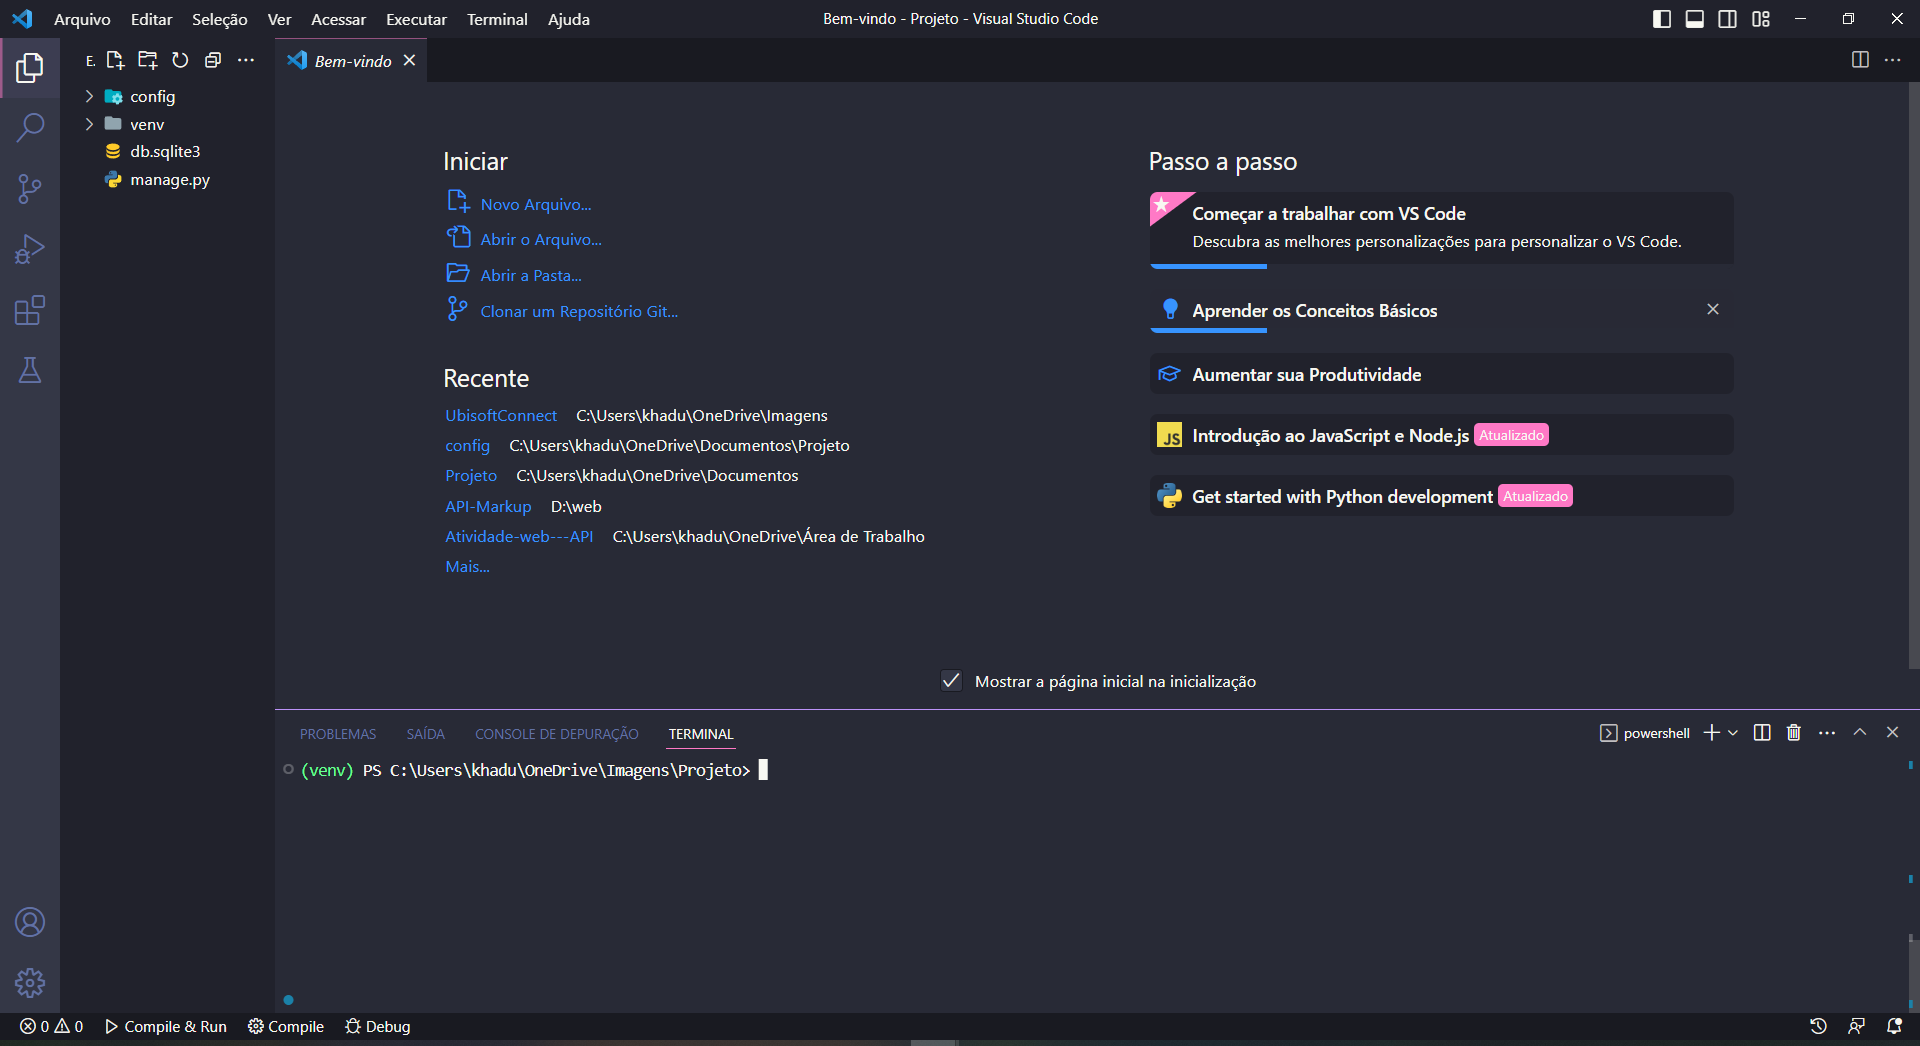 Arquivo Editar Seleção Ver Acessar Executar Terminal Ajuda
Bem-vindo - Projeto - Visual Studio Code
E.
config
venv
db.sqlite3
manage.py
Bem-vindo
Iniciar
Novo Arquivo...
Abrir o Arquivo...
Abrir a Pasta...
Clonar um Repositório Git...
Recente
UbisoftConnect C:\Users\khadu\OneDrive\Imagens
config C:\Users\khadu\OneDrive\Documentos\Projeto
Projeto C:\Users\khadu\OneDrive\Documentos
API-Markup D:\web
Atividade-web---API C:\Users\khadu\OneDrive\Área de Trabalho
Mais...
Passo a passo
Começar a trabalhar com VS Code
Descubra as melhores personalizações para personalizar o VS Code.
Aprender os Conceitos Básicos
Aumentar sua Produtividade
JS Introdução ao JavaScript e Node.js Atualizado
Get started with Python development Atualizado
Mostrar a página inicial na inicialização
PROBLEMAS SAÍDA CONSOLE DE DEPURAÇÃO TERMINAL
powershell
(venv) PS C:\Users\khadu\OneDrive\Imagens\Projeto>
0 0 Compile & Run Compile Debug